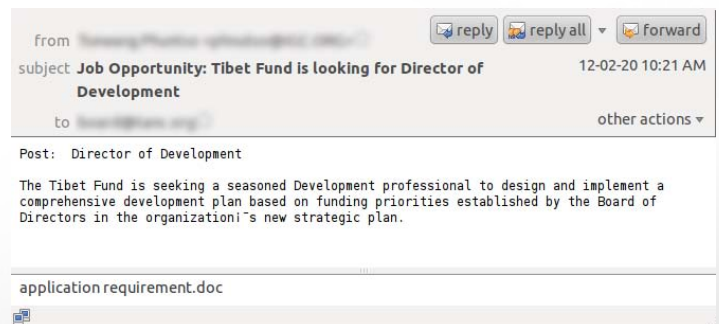 reply reply all forward
from
subject Job Opportunity: Tibet Fund is looking for Director of 12-02-20 10:21 AM
Development
to other actions
Post: Director of Development
The Tibet Fund is seeking a seasoned Development professional to design and implement a
comprehensive development plan based on funding priorities established by the Board of
Directors in the organization¡¯s new strategic plan.
application requirement.doc